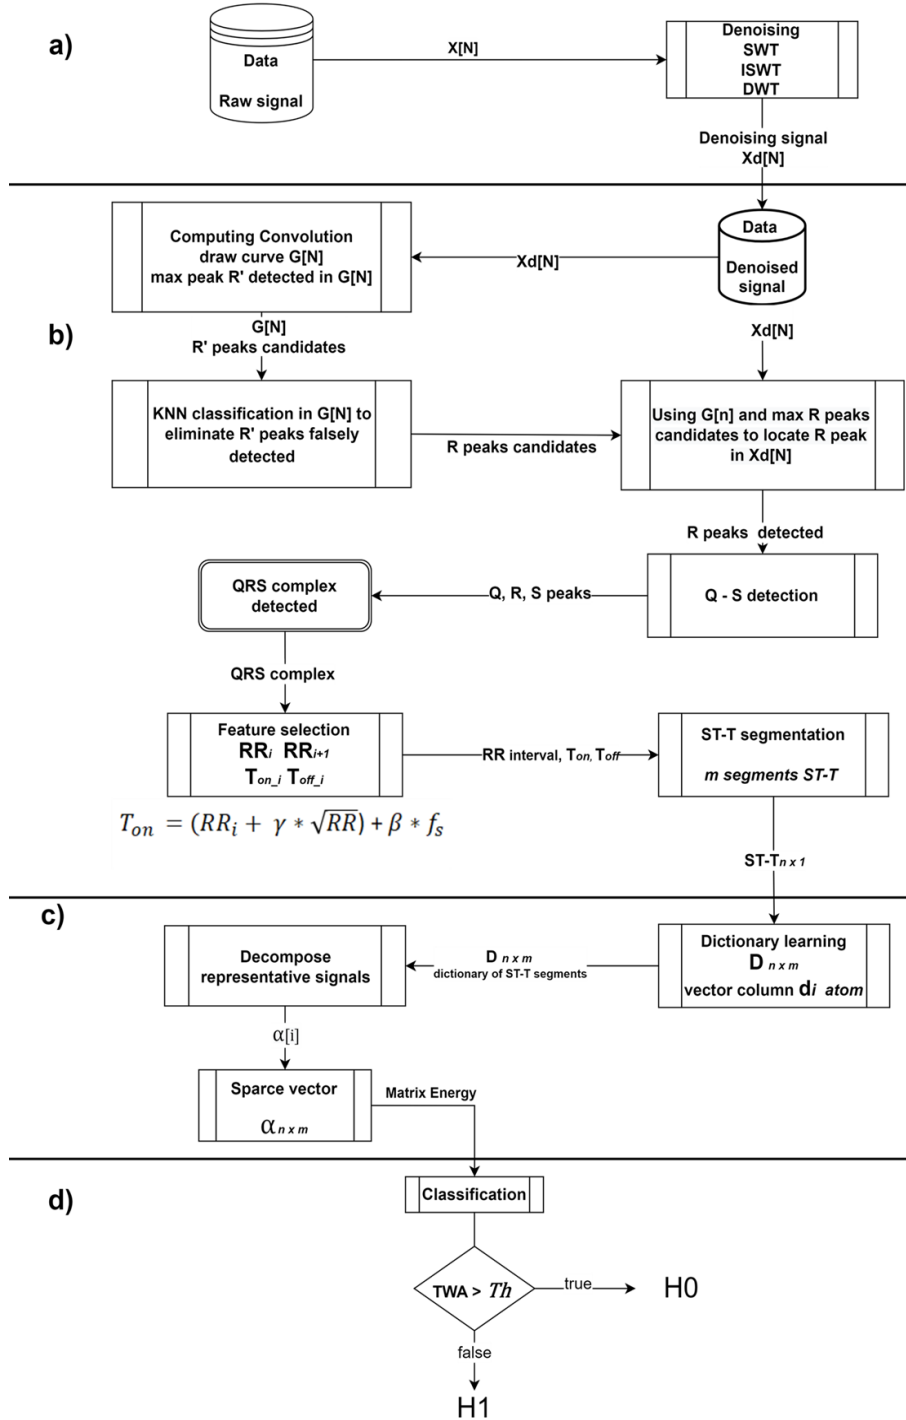 a)
Data
Raw signal
X[N]
Denoising
SWT
ISWT
DWT
Denoising signal
Xd[N]
b)
Computing Convolution
draw curve G[N]
max peak R' detected in G[N]
Xd[N]
Data
Denoised
signal
G[N]
R' peaks candidates
Xd[N]
KNN classification in G[N] to
eliminate R' peaks falsely
detected
R peaks candidates
Using G[n] and max R peaks
candidates to locate R peak
in Xd[N]
R peaks detected
QRS complex
detected
Q, R, S peaks
Q - S detection
QRS complex
Feature selection
RRi RRi+1
Ton_i Toff_i
RR interval, Ton, Toff
ST-T segmentation
m segments ST-T
Ton = (RRi + γ * √RR) + β * fs
ST-Tn x 1
c)
Decompose
representative signals
D n x m
dictionary of ST-T segments
Dictionary learning
D n x m
vector column di atom
α[i]
Sparce vector
α n x m
Matrix Energy
d)
Classification
TWA > Th
true
H0
false
H1